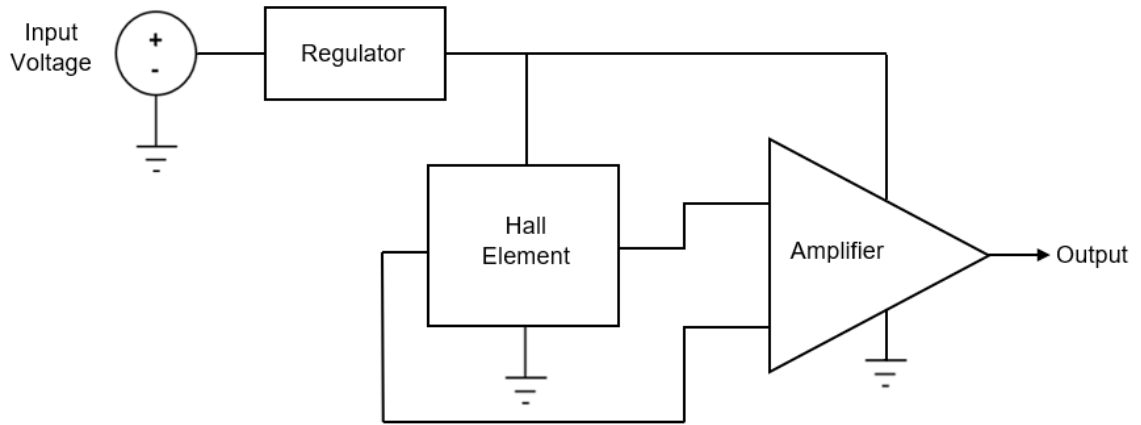 Input
Voltage
+
-
Regulator
Hall
Element
Amplifier
Output